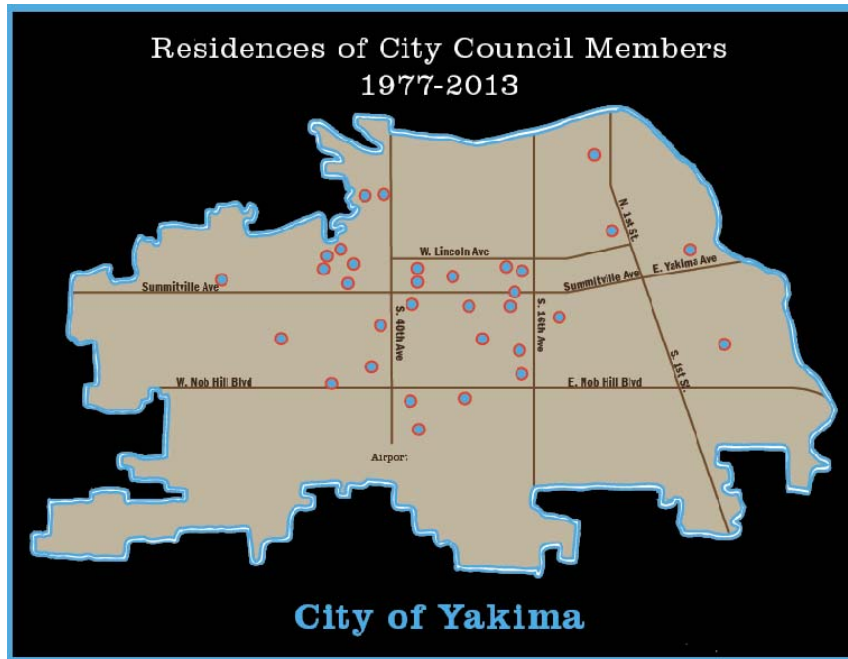 Residences of City Council Members
1977-2013
N. 1st St.
W. Lincoln Ave
E. Yakima Ave
Summitville Ave
Summitville Ave
S. 40th Ave
S. 16th Ave
S. 1st St.
W. Nob Hill Blvd
E. Nob Hill Blvd
Airport
City of Yakima